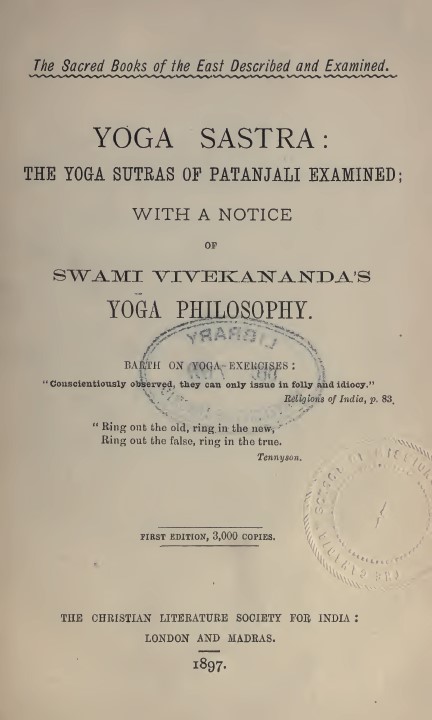 The Sacred Books of the East Described and Examined.
YOGA SASTRA:
THE YOGA SUTRAS OF PATANJALI EXAMINED;
WITH A NOTICE
OF
SWAMI VIVEKANANDA'S
YOGA PHILOSOPHY.
LIBRARY
BARTH ON YOGA EXERCISES:
"Conscientiously observed, they can only issue in folly and idiocy."
Religions of India, p. 83.
"Ring out the old, ring in the new,
Ring out the false, ring in the true.
Tennyson.
FIRST EDITION, 3,000 COPIES.
THE CHRISTIAN LITERATURE SOCIETY FOR INDIA:
LONDON AND MADRAS.
1897.